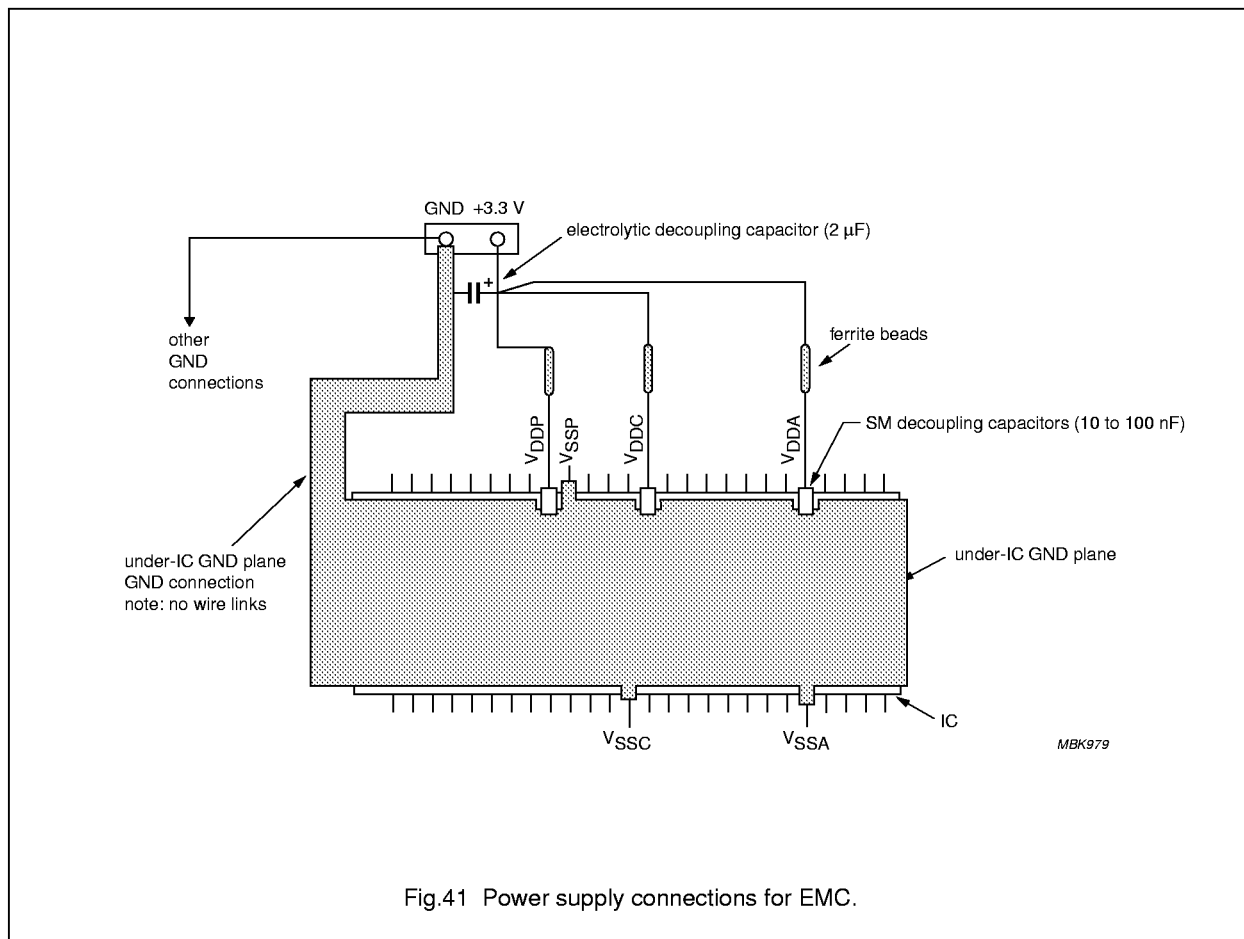 GND +3.3 V
electrolytic decoupling capacitor (2 μF)
+
other
GND
connections
ferrite beads
VDDP
VSSP
VDDC
VDDA
SM decoupling capacitors (10 to 100 nF)
under-IC GND plane
GND connection
note: no wire links
under-IC GND plane
IC
VSSC
VSSA
MBK979
Fig.41 Power supply connections for EMC.